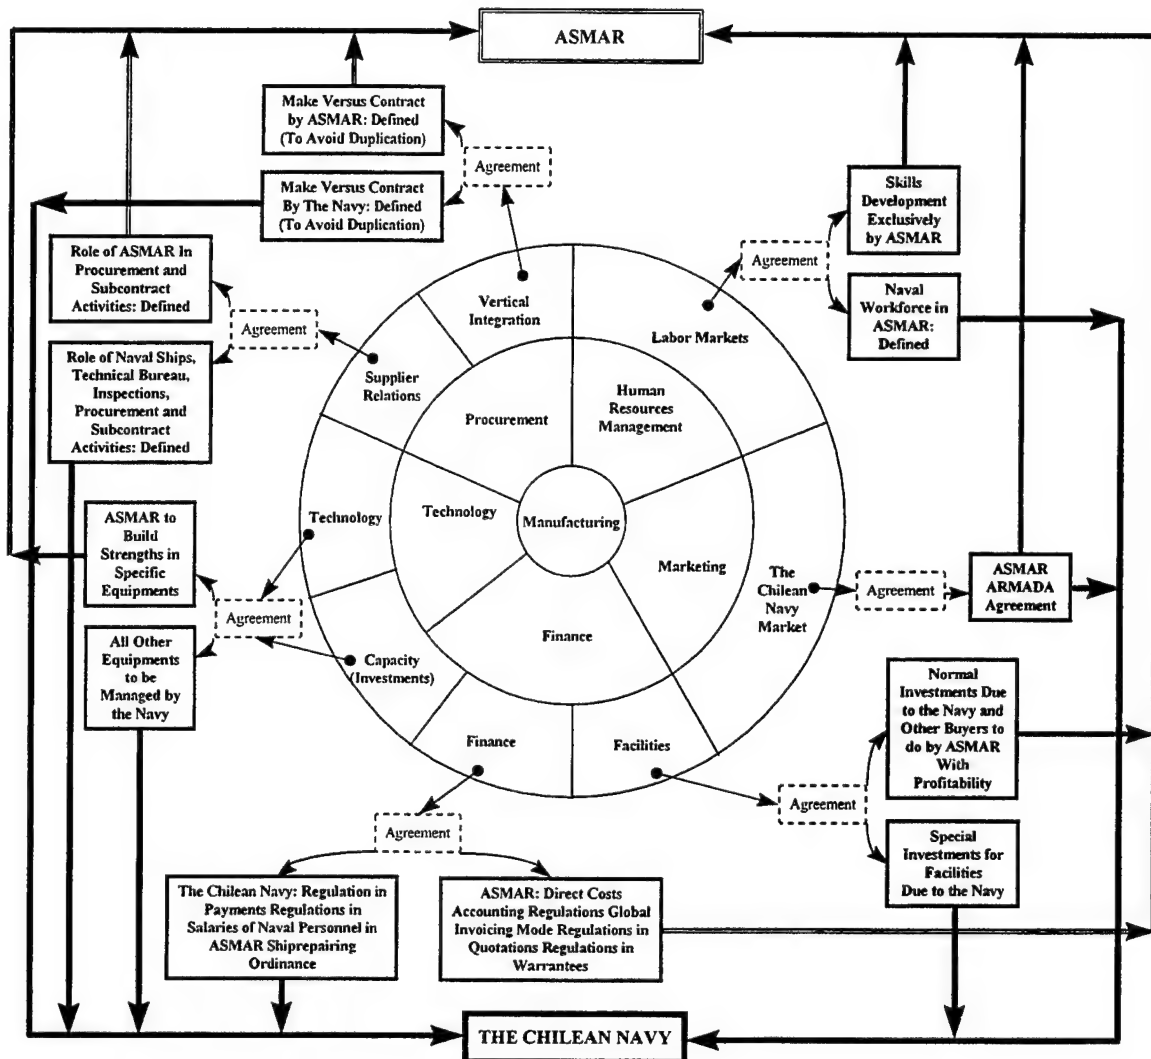 ASMAR
Make Versus Contract
by ASMAR: Defined
(To Avoid Duplication)
Agreement
Make Versus Contract
By The Navy: Defined
(To Avoid Duplication)
Skills
Development
Exclusively
by ASMAR
Agreement
Naval
Workforce in
ASMAR:
Defined
Role of ASMAR In
Procurement and
Subcontract
Activities: Defined
Agreement
Role of Naval Ships,
Technical Bureau,
Inspections,
Procurement and
Subcontract
Activities: Defined
Vertical
Integration
Labor Markets
Supplier
Relations
Procurement
Human
Resources
Management
Technology
Technology
Manufacturing
Marketing
The
Chilean
Navy
Market
Finance
Capacity
(Investments)
Finance
Facilities
ASMAR to
Build
Strengths in
Specific
Equipments
Agreement
All Other
Equipments
to be
Managed by
the Navy
Agreement
ASMAR
ARMADA
Agreement
Normal
Investments Due
to the Navy and
Other Buyers to
do by ASMAR
With
Profitability
Agreement
Special
Investments for
Facilities
Due to the Navy
Agreement
The Chilean Navy: Regulation in
Payments Regulations in
Salaries of Naval Personnel in
ASMAR Shiprepairing
Ordinance
ASMAR: Direct Costs
Accounting Regulations Global
Invoicing Mode Regulations in
Quotations Regulations in
Warrantees
THE CHILEAN NAVY